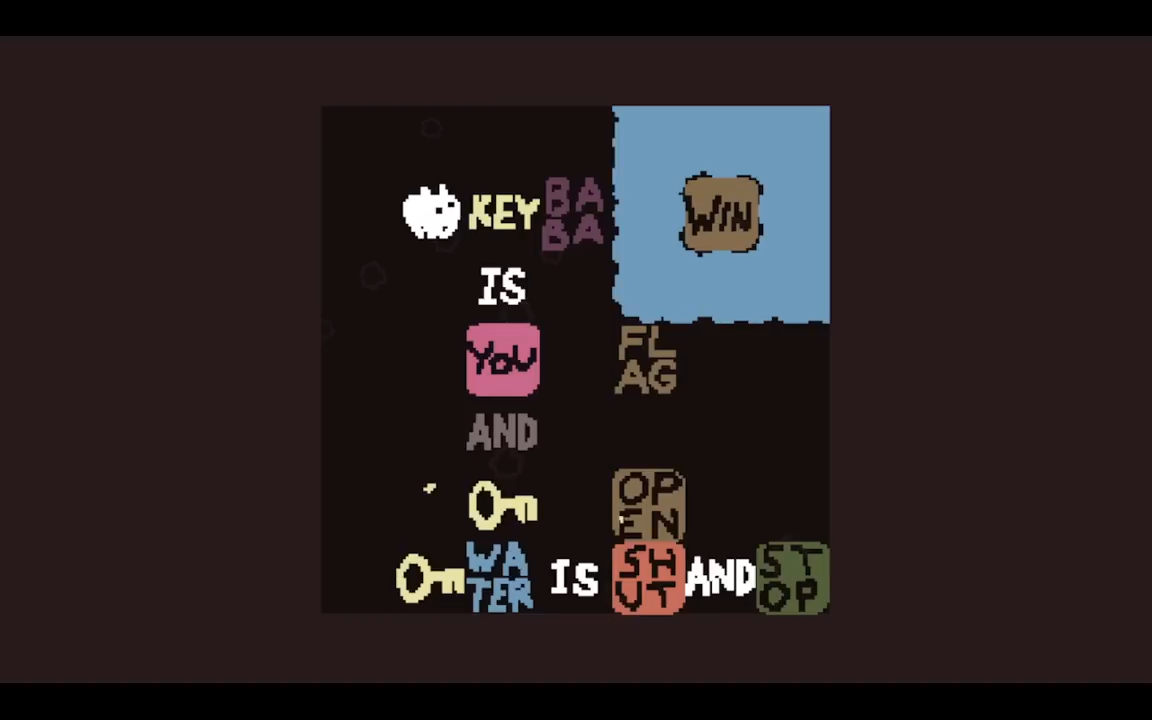 KEY BABA WIN
IS
YOU FLAG
AND
OPEN
WATER IS SHUT AND STOP